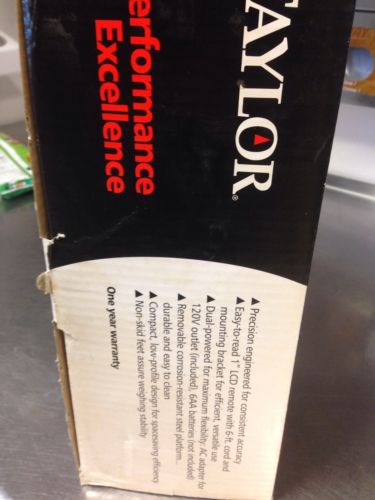 TAYLOR®
Performance
Excellence
▲ Precision engineered for consistent accuracy
▲ Easy-to-read 1" LCD remote with 6-ft. cord and
mounting bracket for efficient, versatile use
▲ Dual-powered for maximum flexibility: AC adapter for
120V outlet (included), 6AA batteries (not included)
▲ Removable corrosion-resistant steel platform...
durable and easy to clean
▲ Compact, low-profile design for spacesaving efficiency
▲ Non-skid feet assure weighing stability
One year warranty